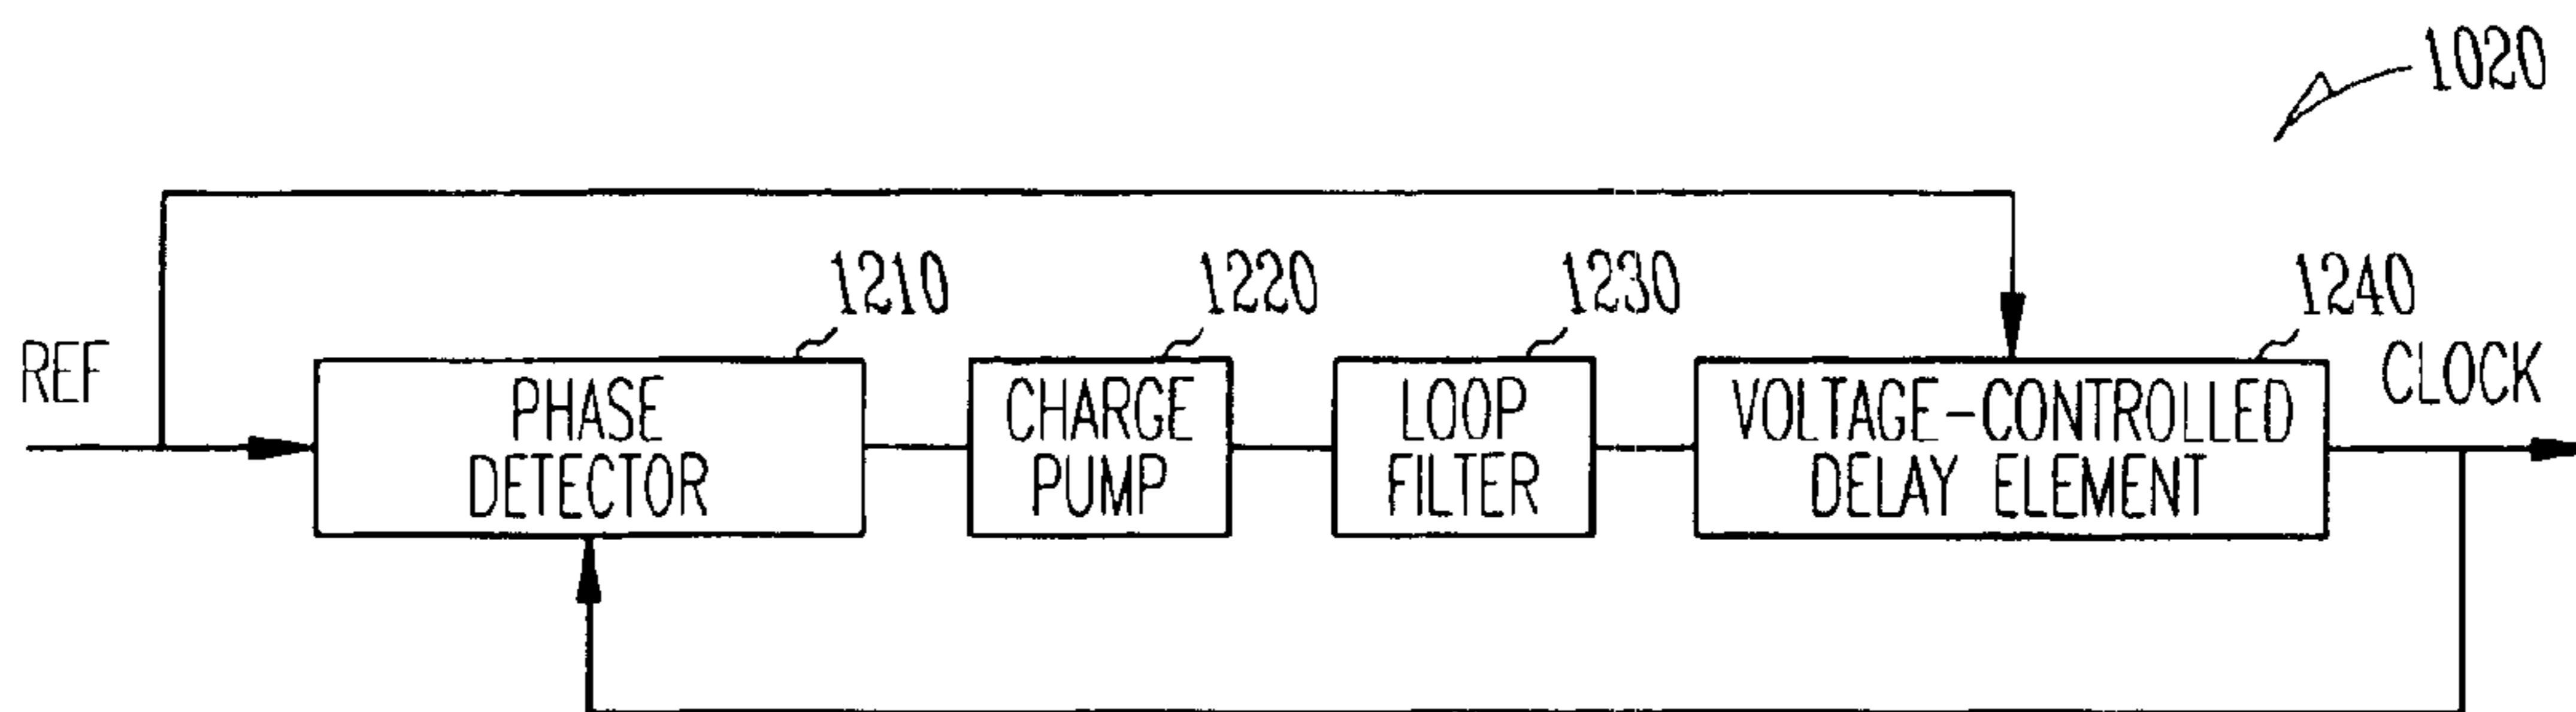 1020
1210
1220
1230
1240
REF
PHASE
DETECTOR
CHARGE
PUMP
LOOP
FILTER
VOLTAGE-CONTROLLED
DELAY ELEMENT
CLOCK